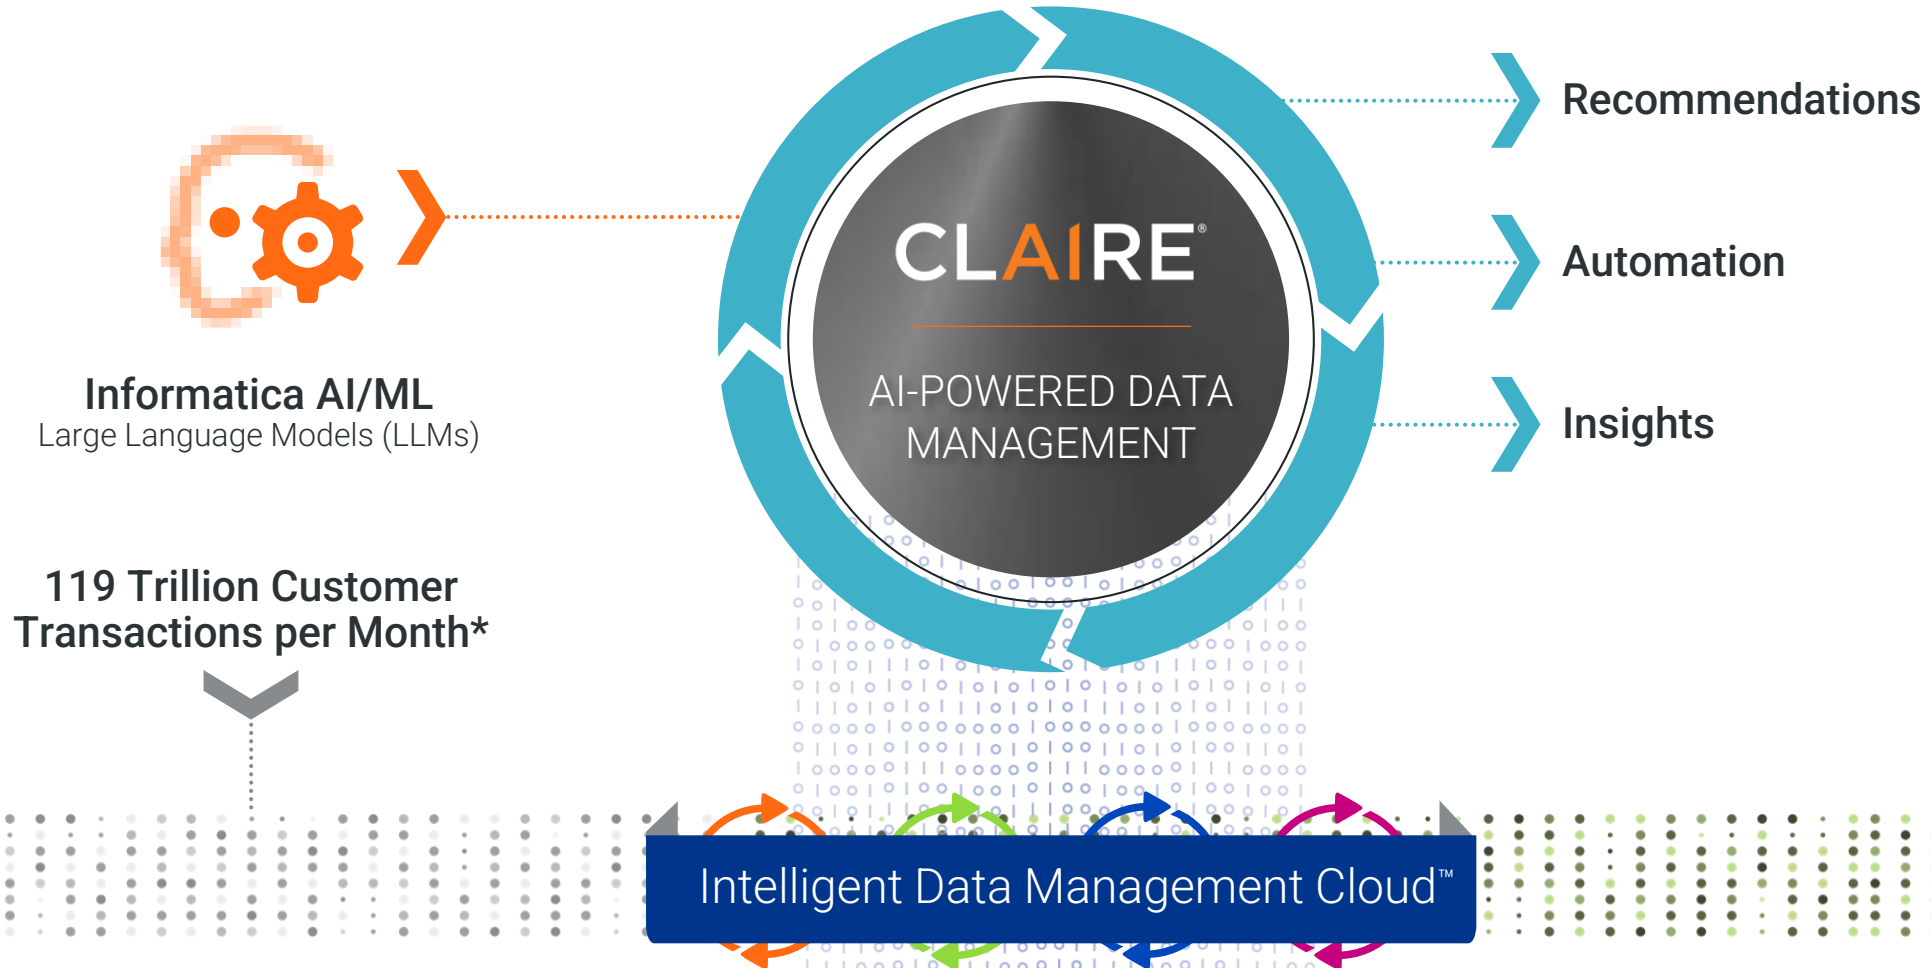 Informatica AI/ML
Large Language Models (LLMs)
119 Trillion Customer
Transactions per Month*
CLAIRE®
AI-POWERED DATA
MANAGEMENT
Recommendations
Automation
Insights
Intelligent Data Management Cloud™